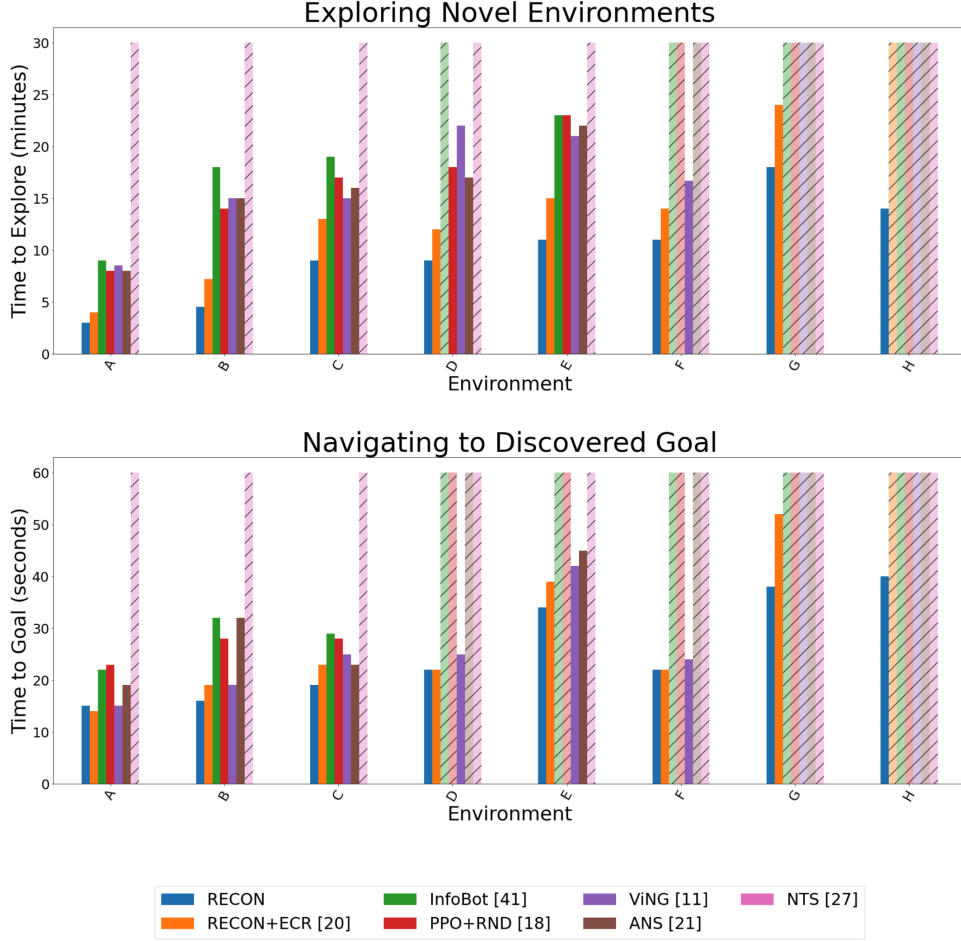 Exploring Novel Environments
Time to Explore (minutes)
30
25
20
15
10
5
0
A B C D E F G H
Environment
Navigating to Discovered Goal
Time to Goal (seconds)
60
50
40
30
20
10
0
A B C D E F G H
Environment
RECON InfoBot [41] ViNG [11] NTS [27]
RECON+ECR [20] PPO+RND [18] ANS [21]